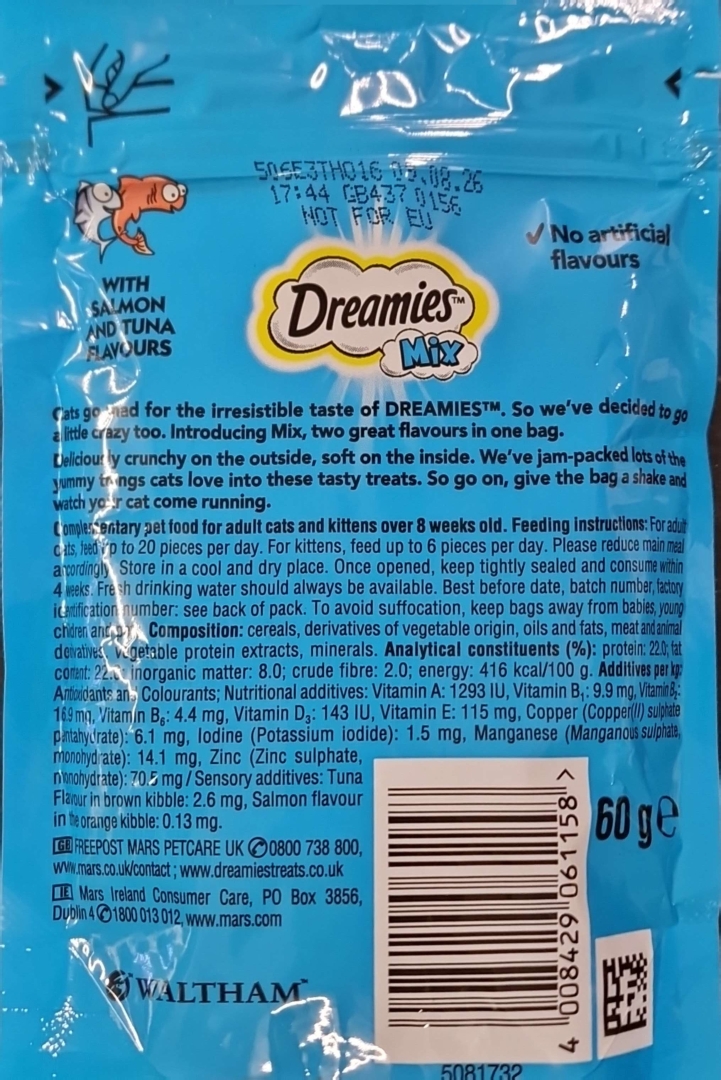 506E3TH016 09.08.26
17:44 GB437 0156
NOT FOR EU
WITH
SALMON
AND TUNA
FLAVOURS
✓ No artificial
flavours
Dreamies™
Mix
Cats go mad for the irresistible taste of DREAMIES™. So we've decided to go
a little crazy too. Introducing Mix, two great flavours in one bag.
Deliciously crunchy on the outside, soft on the inside. We've jam-packed lots of the
yummy things cats love into these tasty treats. So go on, give the bag a shake and
watch your cat come running.
Complementary pet food for adult cats and kittens over 8 weeks old. Feeding instructions: For adult
cats, feed up to 20 pieces per day. For kittens, feed up to 6 pieces per day. Please reduce main meal
accordingly. Store in a cool and dry place. Once opened, keep tightly sealed and consume within
4 weeks. Fresh drinking water should always be available. Best before date, batch number, factory
identification number: see back of pack. To avoid suffocation, keep bags away from babies, young
children and Composition: cereals, derivatives of vegetable origin, oils and fats, meat and animal
derivatives, vegetable protein extracts, minerals. Analytical constituents (%): protein: 22.0; fat
content: inorganic matter: 8.0; crude fibre: 2.0; energy: 416 kcal/100 g. Additives per kg:
Antioxidants and Colourants; Nutritional additives: Vitamin A: 1293 IU, Vitamin B₁: 9.9 mg, Vitamin B₂:
16.9 mg, Vitamin B₆: 4.4 mg, Vitamin D₃: 143 IU, Vitamin E: 115 mg, Copper (Copper(II) sulphate
pentahydrate): 6.1 mg, Iodine (Potassium iodide): 1.5 mg, Manganese (Manganous sulphate,
monohydrate): 14.1 mg, Zinc (Zinc sulphate,
monohydrate): mg / Sensory additives: Tuna
Flavour in brown kibble: 2.6 mg, Salmon flavour
in the orange kibble: 0.13 mg.
GB FREEPOST MARS PETCARE UK ✆0800 738 800,
www.mars.co.uk/contact ; www.dreamiestreats.co.uk
IE Mars Ireland Consumer Care, PO Box 3856,
Dublin 4 ✆1800 013 012, www.mars.com
WALTHAM™
60 g e
4 008429 061158 >
5081732